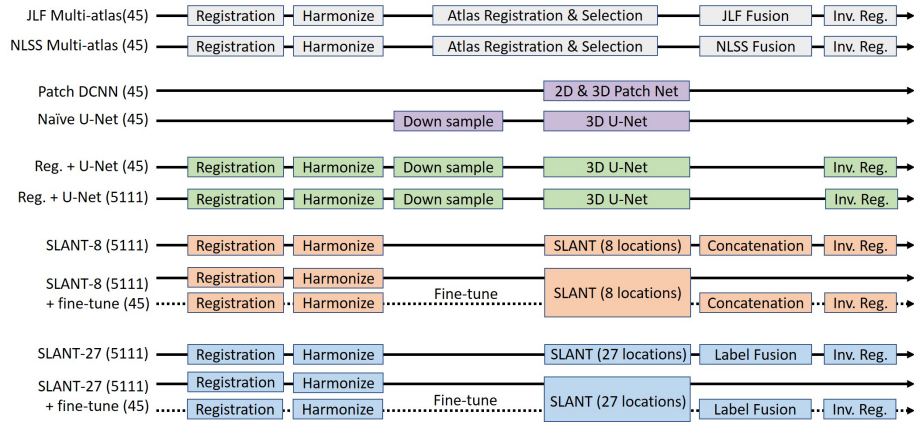 JLF Multi-atlas(45) Registration Harmonize Atlas Registration & Selection JLF Fusion Inv. Reg.
NLSS Multi-atlas (45) Registration Harmonize Atlas Registration & Selection NLSS Fusion Inv. Reg.
Patch DCNN (45) 2D & 3D Patch Net
Naïve U-Net (45) Down sample 3D U-Net
Reg. + U-Net (45) Registration Harmonize Down sample 3D U-Net Inv. Reg.
Reg. + U-Net (5111) Registration Harmonize Down sample 3D U-Net Inv. Reg.
SLANT-8 (5111) Registration Harmonize SLANT (8 locations) Concatenation Inv. Reg.
SLANT-8 (5111) Registration Harmonize SLANT (8 locations)
+ fine-tune (45) Registration Harmonize Fine-tune Concatenation Inv. Reg.
SLANT-27 (5111) Registration Harmonize SLANT (27 locations) Label Fusion Inv. Reg.
SLANT-27 (5111) Registration Harmonize SLANT (27 locations)
+ fine-tune (45) Registration Harmonize Fine-tune Label Fusion Inv. Reg.